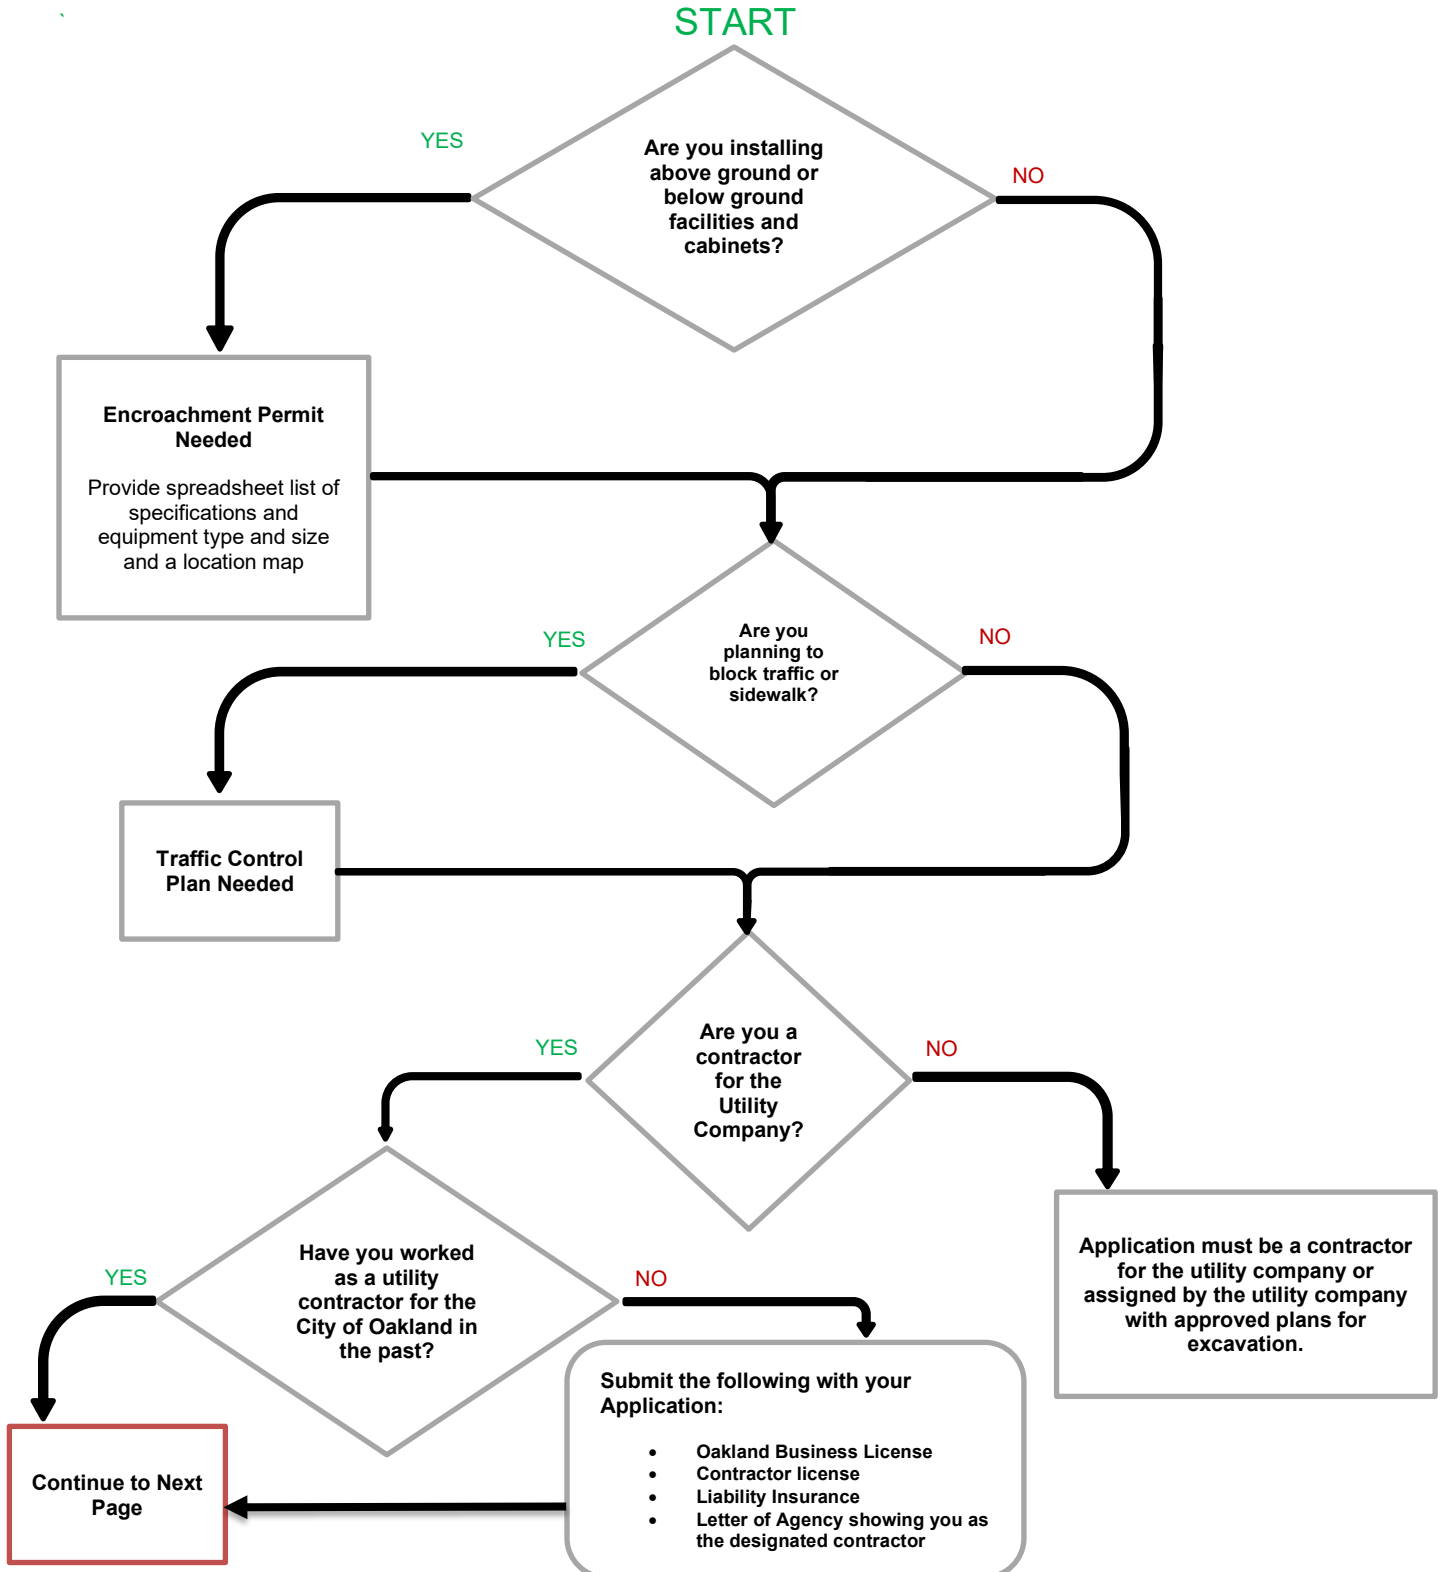 START
YES
Are you installing
above ground or
below ground
facilities and
cabinets?
NO
Encroachment Permit
Needed
Provide spreadsheet list of
specifications and
equipment type and size
and a location map
YES
Are you
planning to
block traffic or
sidewalk?
NO
Traffic Control
Plan Needed
YES
Are you a
contractor
for the
Utility
Company?
NO
YES
Have you worked
as a utility
contractor for the
City of Oakland in
the past?
NO
Application must be a contractor
for the utility company or
assigned by the utility company
with approved plans for
excavation.
Continue to Next
Page
Submit the following with your
Application:
• Oakland Business License
• Contractor license
• Liability Insurance
• Letter of Agency showing you as
the designated contractor